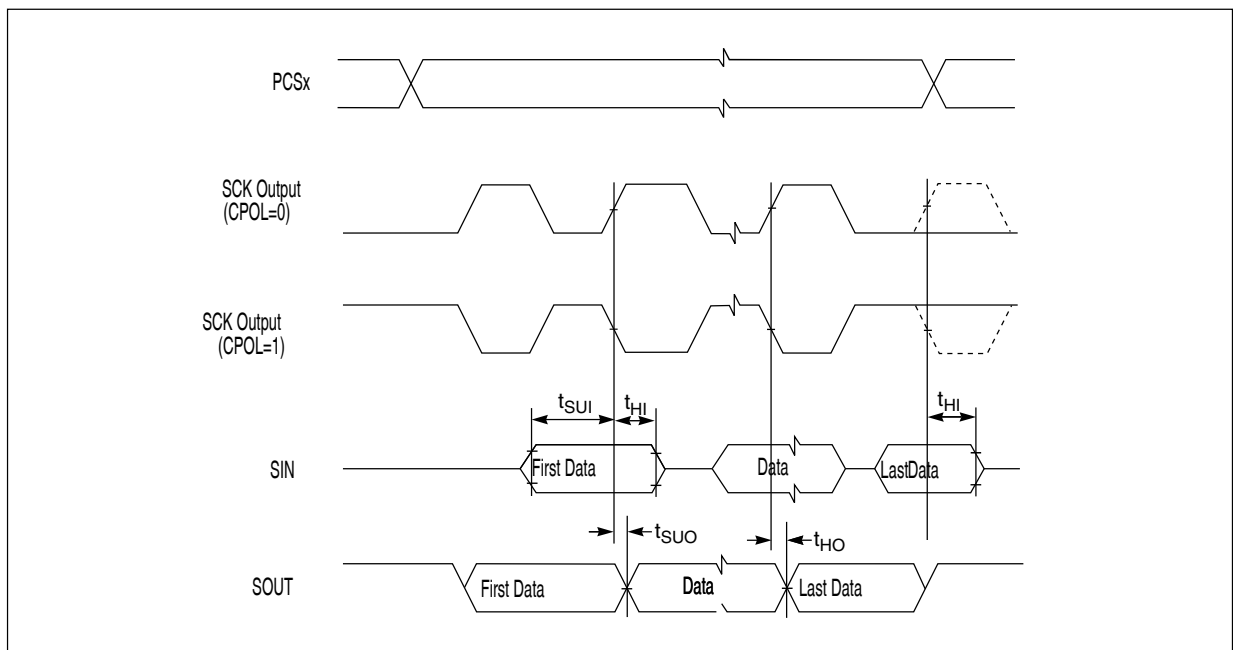 PCSx
SCK Output
(CPOL=0)
SCK Output
(CPOL=1)
tSUI
tHI
tHI
SIN
First Data
Data
LastData
tSUO
tHO
SOUT
First Data
Data
Last Data